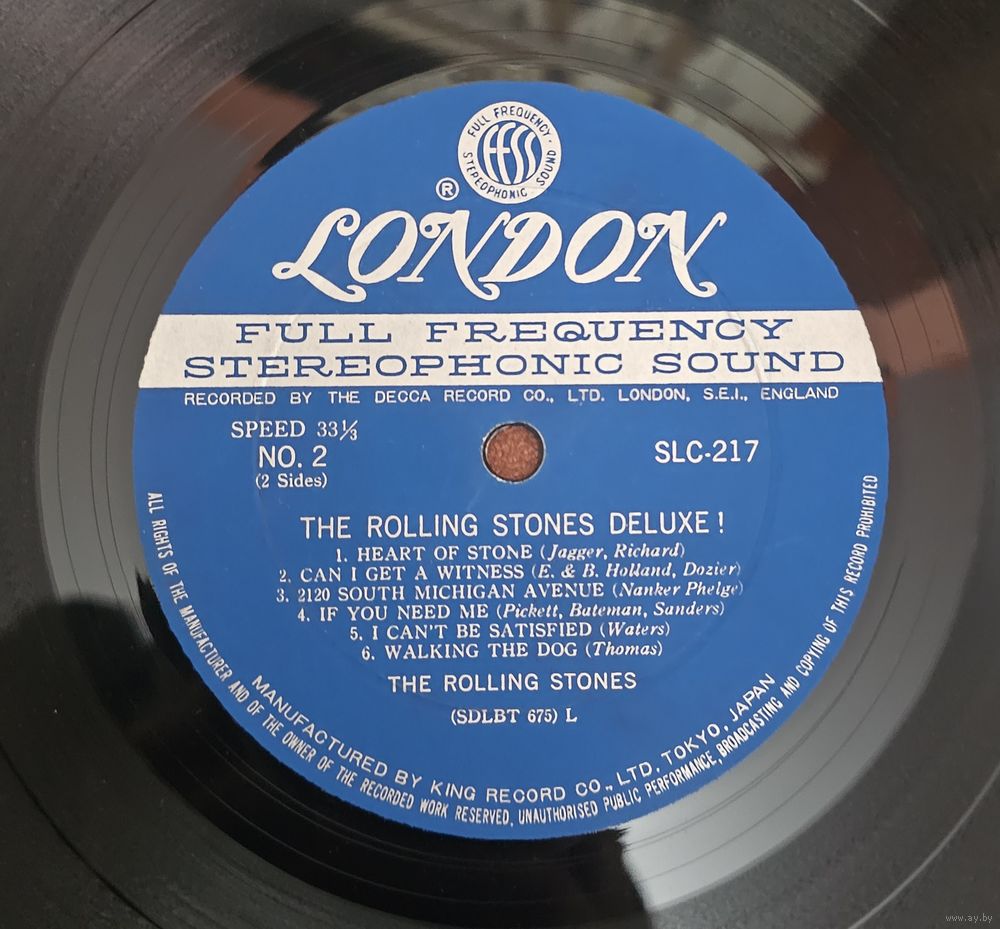 FULL FREQUENCY
ffss
STEREOPHONIC SOUND
®
LONDON
FULL FREQUENCY
STEREOPHONIC SOUND
RECORDED BY THE DECCA RECORD CO., LTD. LONDON, S.E.I., ENGLAND
SPEED 33⅓
NO. 2
(2 Sides)
SLC-217
THE ROLLING STONES DELUXE!
1. HEART OF STONE (Jagger, Richard)
2. CAN I GET A WITNESS (E. & B. Holland, Dozier)
3. 2120 SOUTH MICHIGAN AVENUE (Nanker Phelge)
4. IF YOU NEED ME (Pickett, Bateman, Sanders)
5. I CAN'T BE SATISFIED (Waters)
6. WALKING THE DOG (Thomas)
THE ROLLING STONES
(SDLBT 675) L
MANUFACTURED BY KING RECORD CO., LTD. TOKYO, JAPAN
ALL RIGHTS OF THE MANUFACTURER AND OF THE OWNER OF THE RECORDED WORK RESERVED, UNAUTHORISED PUBLIC PERFORMANCE, BROADCASTING AND COPYING OF THIS RECORD PROHIBITED
www.ay.by